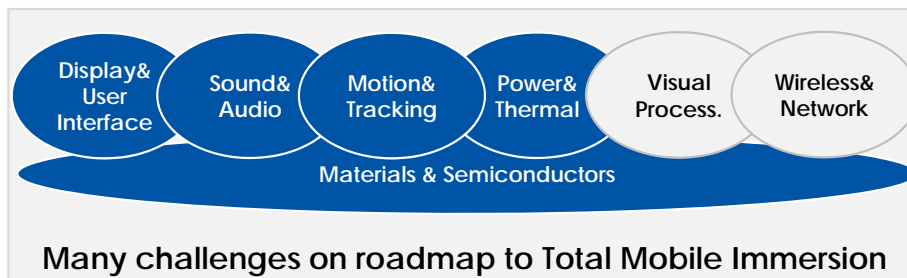 Display&
User
Interface
Sound&
Audio
Motion&
Tracking
Power&
Thermal
Visual
Process.
Wireless&
Network
Materials & Semiconductors
Many challenges on roadmap to Total Mobile Immersion